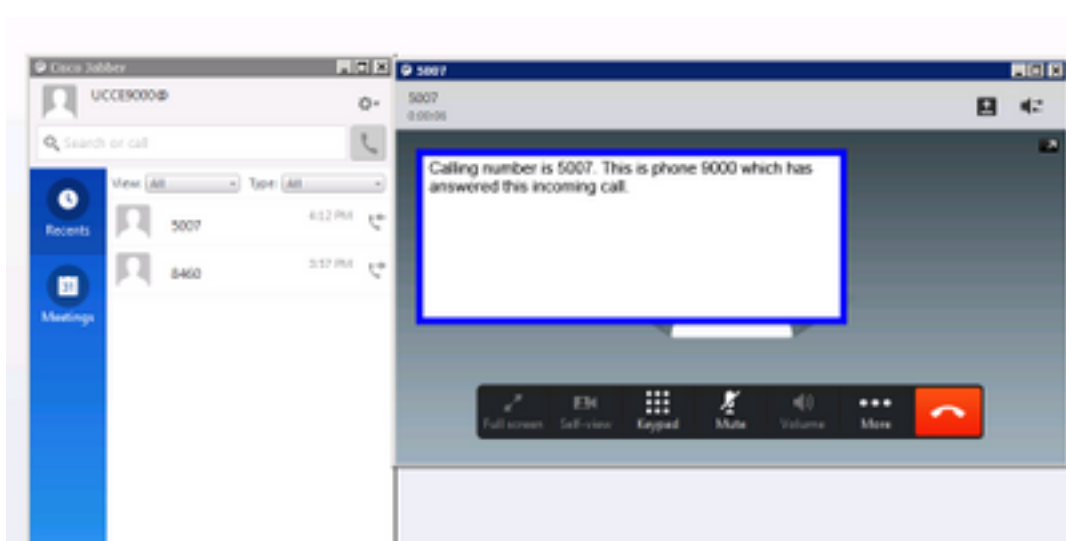 Cisco Jabber
UCCE9000@
Search or call
View: All Type: All
Recents
5007 4:12 PM
8460 3:57 PM
31
Meetings
5007
5007
0:00:06
Calling number is 5007. This is phone 9000 which has
answered this incoming call.
Full screen Self-view Keypad Mute Volume More